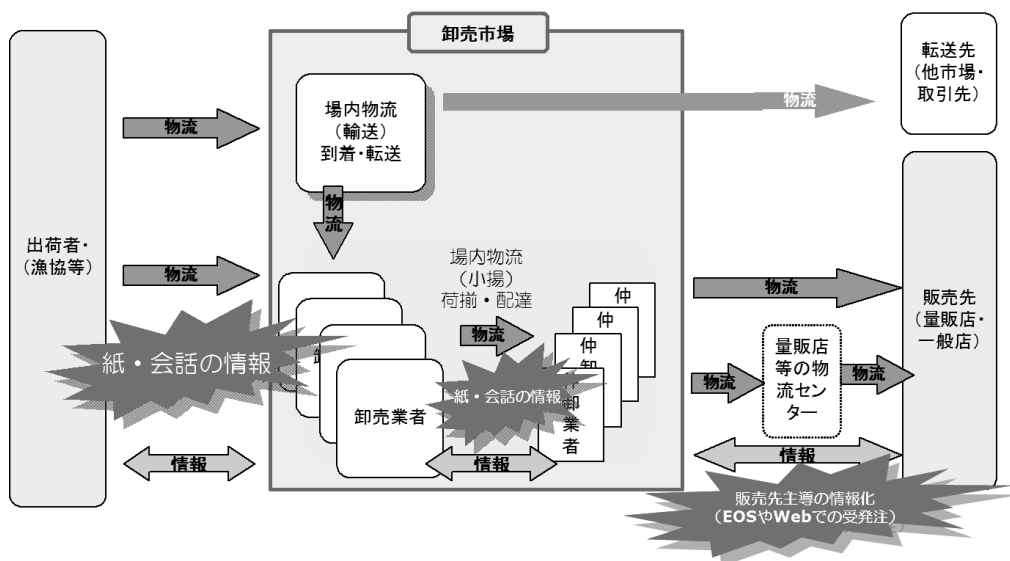 卸売市場
転送先
(他市場・
取引先)
場内物流
(輸送)
到着・転送
物流
物流
物流
出荷者・
(漁協等)
物流
場内物流
(小揚)
荷揃・配達
物流
物流
販売先
(量販店・
一般店)
仲
仲
仲
卸
紙・会話の情報
卸
紙・会話の情報
卸売業者
卸業者
物流
量販店
等の物
流セン
ター
物流
情報
情報
情報
販売先主導の情報化
(EOSやWebでの受発注)